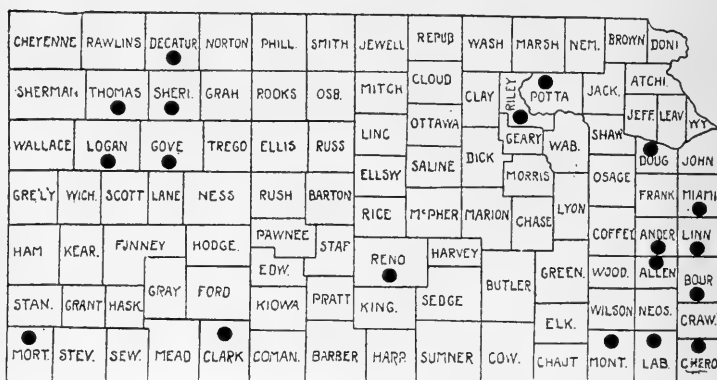 CHEYENNE RAWLINS DECATUR NORTON PHILL. SMITH JEWELL REPUB WASH MARSH NEM. BROWN DONI
SHERMAN THOMAS SHERI. GRAH ROOKS OSB. MITCH CLOUD CLAY RILEY POTTA JACK. ATCHI.
JEFF. LEAV WY
WALLACE LOGAN GOVE TREGO ELLIS RUSS LINC OTTAWA DICK GEARY WAB. SHAW DOUG JOHN
GRE'LY WICH. SCOTT LANE NESS RUSH BARTON ELLSW SALINE MORRIS OSAGE FRANK MIAMI
HAM KEAR. FINNEY HODGE. PAWNEE STAF RICE McPHER MARION CHASE LYON COFFEE ANDER LINN
STAN. GRANT HASK. GRAY FORD EDW. KIOWA PRATT RENO HARVEY BUTLER GREEN. WOOD. ALLEN BOUR
KING. SEDGE ELK. WILSON NEOS. CRAW.
MORT. STEV. SEW. MEAD CLARK COMAN. BARBER HARP. SUMNER COW. CHAUT MONT. LAB. CHERO